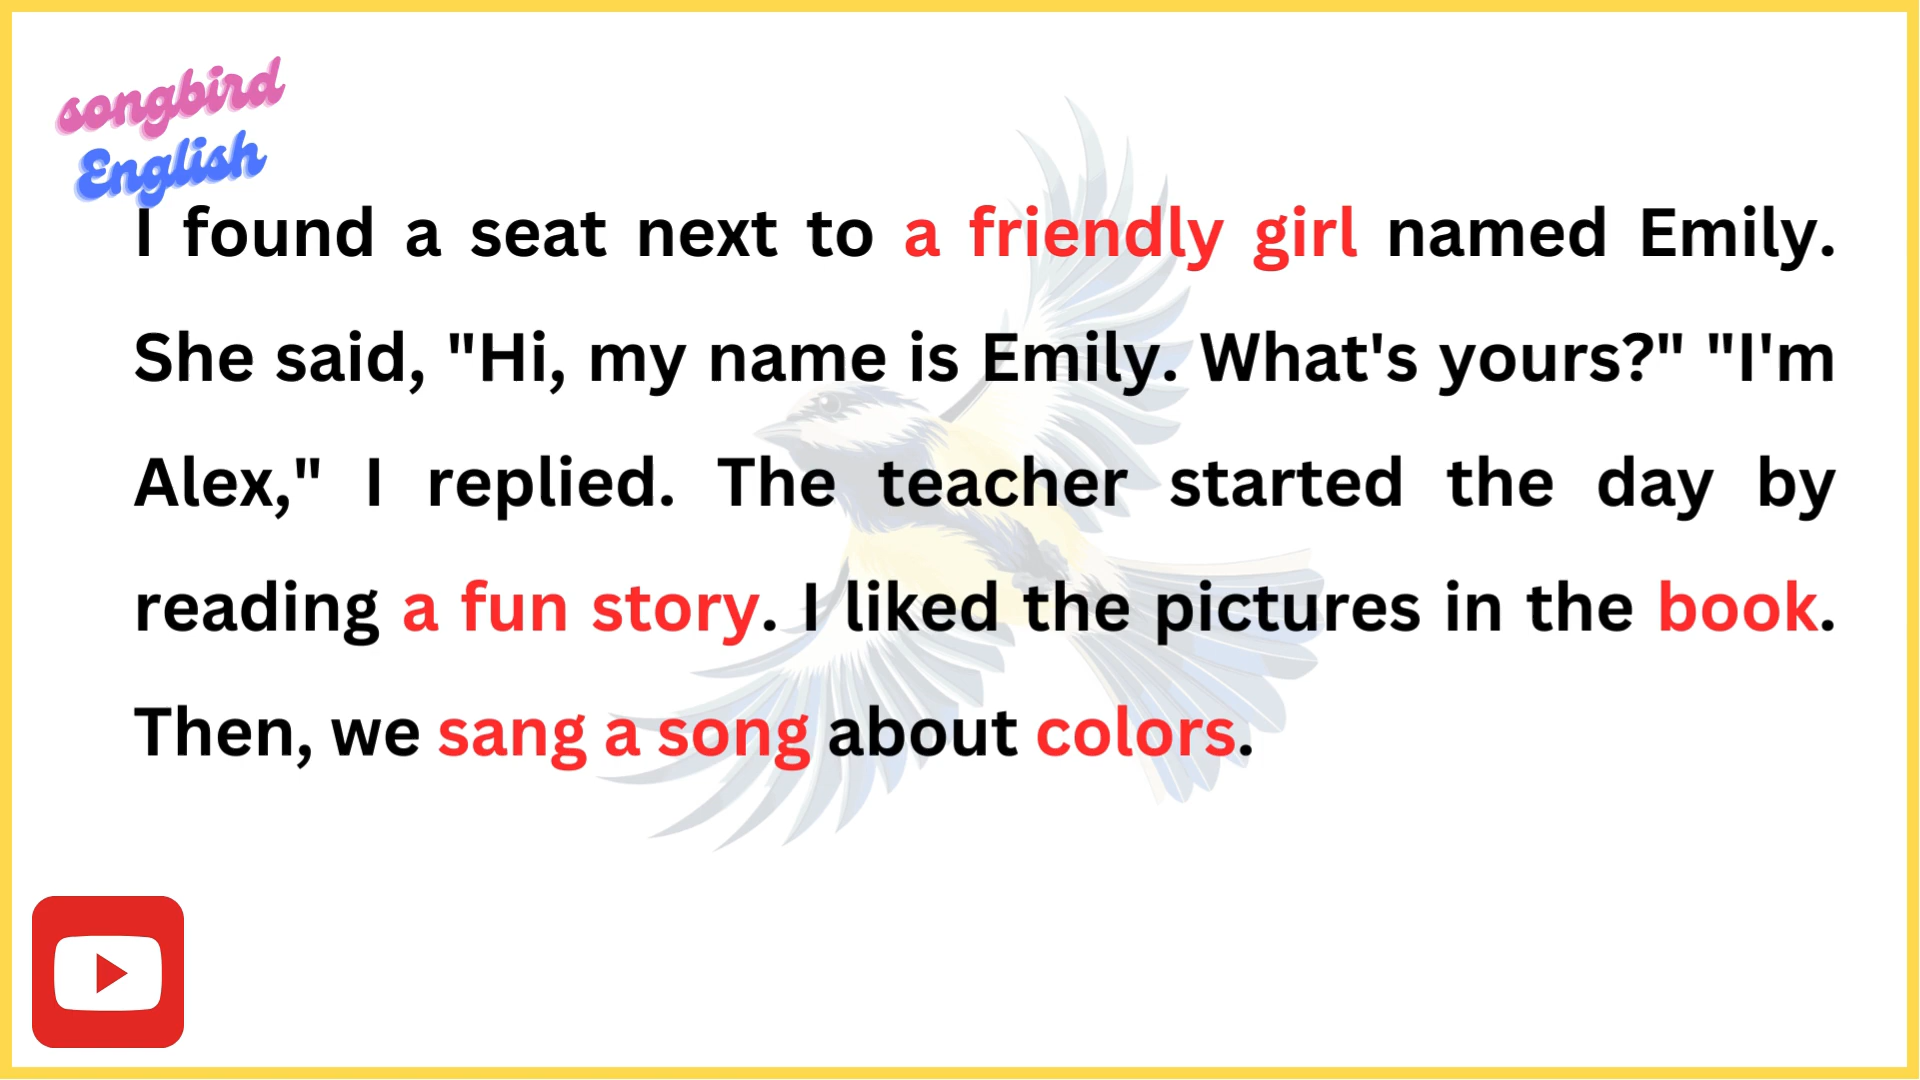 songbird
English
I found a seat next to a friendly girl named Emily.
She said, "Hi, my name is Emily. What's yours?" "I'm
Alex," I replied. The teacher started the day by
reading a fun story. I liked the pictures in the book.
Then, we sang a song about colors.